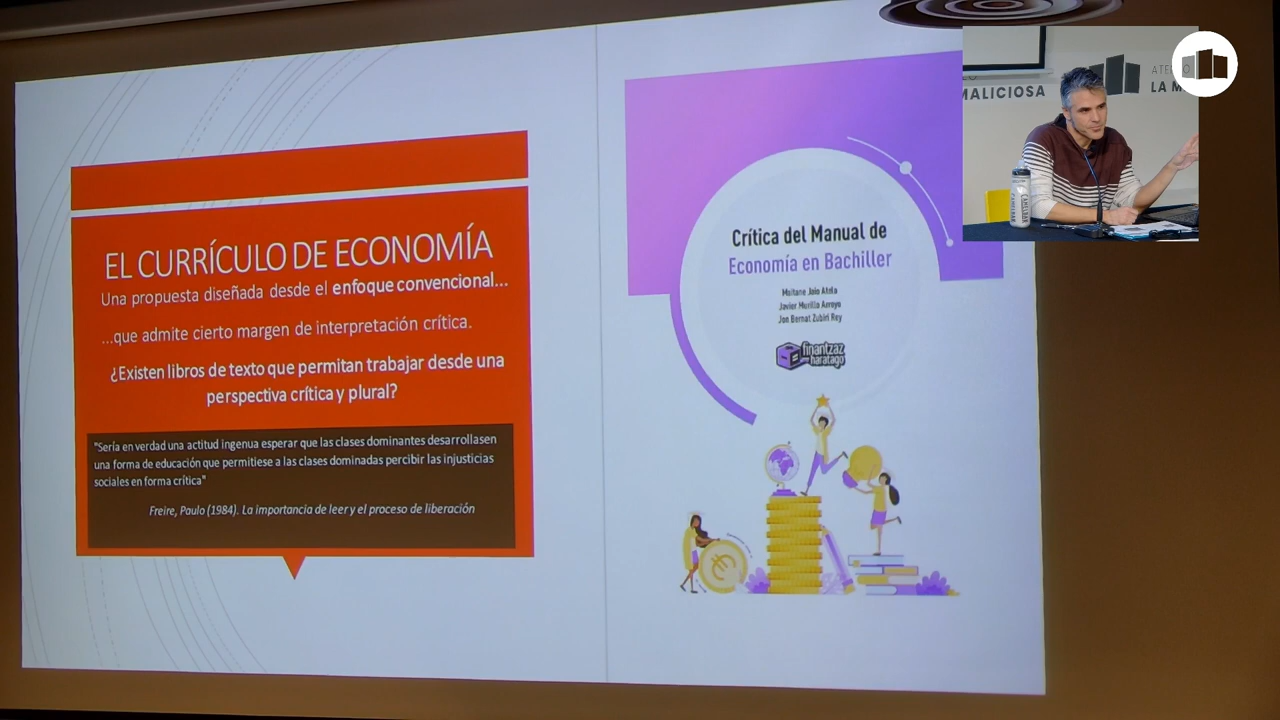 EL CURRÍCULO DE ECONOMÍA
Una propuesta diseñada desde el enfoque convencional...
...que admite cierto margen de interpretación crítica.
¿Existen libros de texto que permitan trabajar desde una
perspectiva crítica y plural?
"Sería en verdad una actitud ingenua esperar que las clases dominantes desarrollasen
una forma de educación que permitiese a las clases dominadas percibir las injusticias
sociales en forma crítica"
Freire, Paulo (1984). La importancia de leer y el proceso de liberación
Crítica del Manual de
Economía en Bachiller
Maitane Jaio Atela
Javier Murillo Arroyo
Jon Bernat Zubiri Rey
finantzaz
haratago
MALICIOSA
LA M